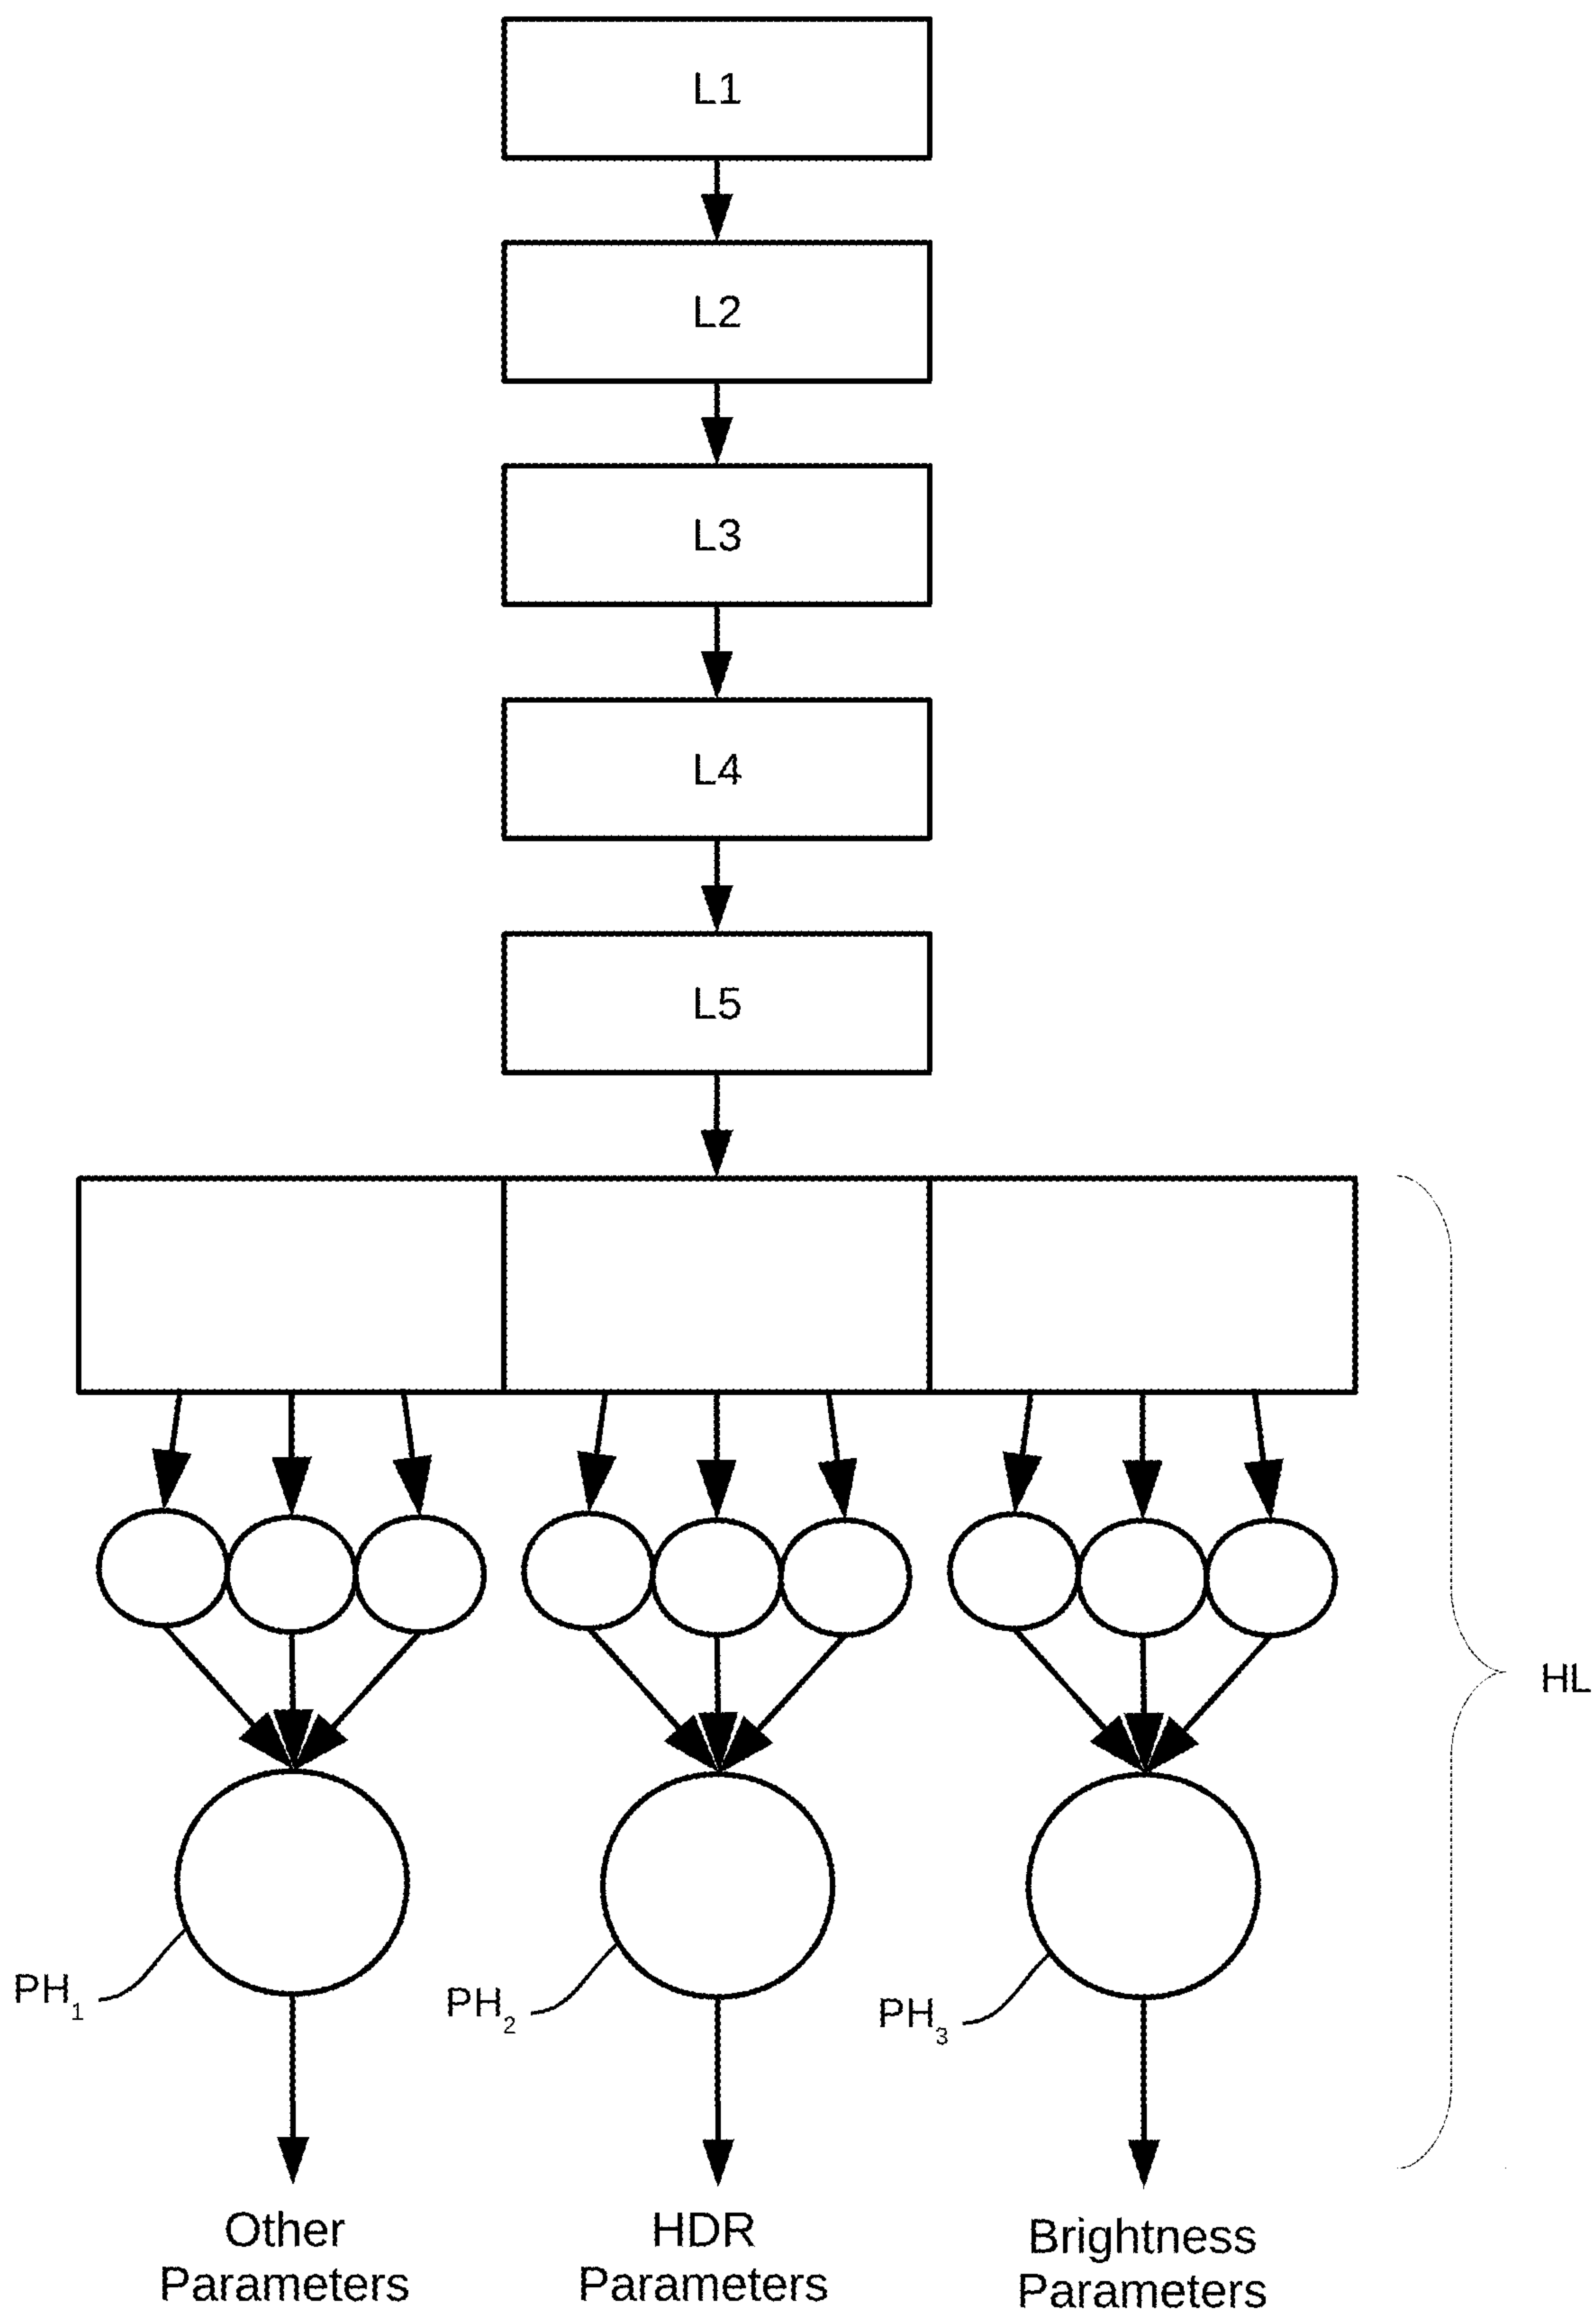 L1
L2
L3
L4
L5
HL
PH1
PH2
PH3
Other
Parameters
HDR
Parameters
Brightness
Parameters